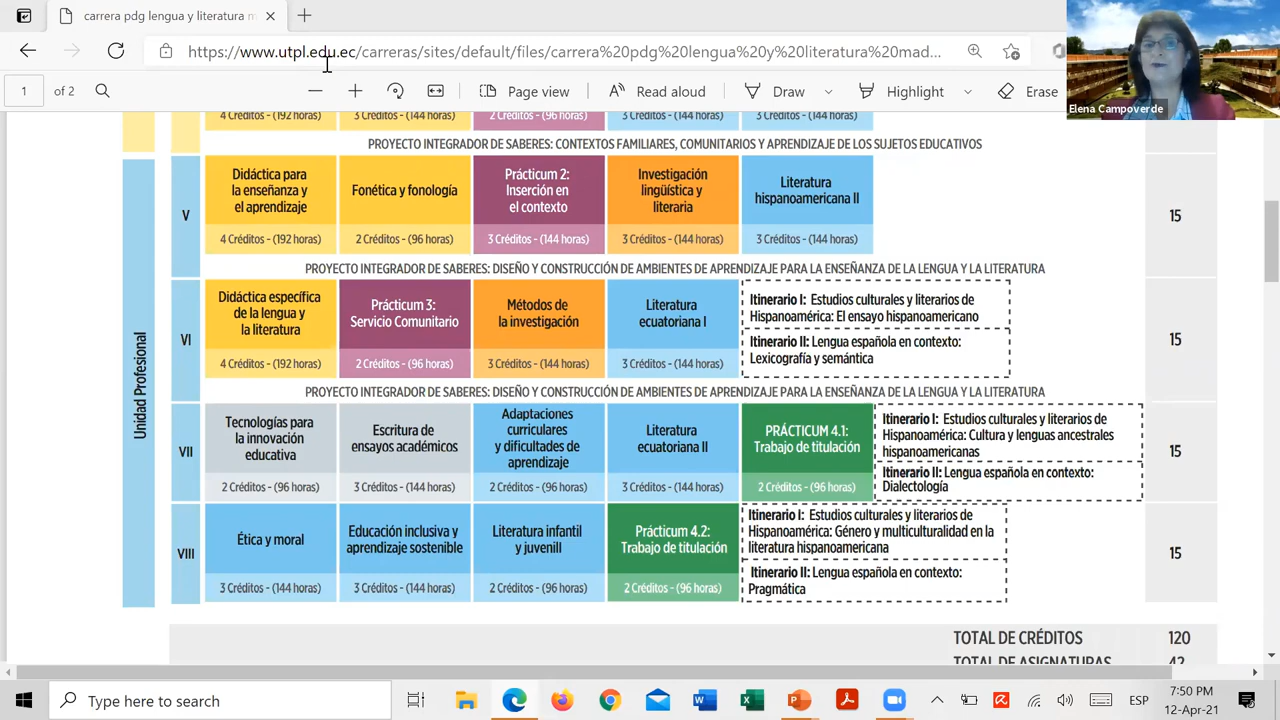 carrera pdg lengua y literatura m
https://www.utpl.edu.ec/carreras/sites/default/files/carrera%20pdg%20lengua%20y%20literatura%20mad...
1 of 2 Page view Read aloud Draw Highlight Erase
Elena Campoverde
4 Créditos - (192 horas) 3 Créditos - (144 horas) 2 Créditos - (96 horas) 3 Créditos - (144 horas) 3 Créditos - (144 horas)
PROYECTO INTEGRADOR DE SABERES: CONTEXTOS FAMILIARES, COMUNITARIOS Y APRENDIZAJE DE LOS SUJETOS EDUCATIVOS
Unidad Profesional
V
Didáctica para
la enseñanza y
el aprendizaje
4 Créditos - (192 horas)
Fonética y fonología
2 Créditos - (96 horas)
Prácticum 2:
Inserción en
el contexto
3 Créditos - (144 horas)
Investigación
lingüística y
literaria
3 Créditos - (144 horas)
Literatura
hispanoamericana II
3 Créditos - (144 horas)
15
PROYECTO INTEGRADOR DE SABERES: DISEÑO Y CONSTRUCCIÓN DE AMBIENTES DE APRENDIZAJE PARA LA ENSEÑANZA DE LA LENGUA Y LA LITERATURA
VI
Didáctica específica
de la lengua y
la literatura
4 Créditos - (192 horas)
Prácticum 3:
Servicio Comunitario
2 Créditos - (96 horas)
Métodos de
la investigación
3 Créditos - (144 horas)
Literatura
ecuatoriana I
3 Créditos - (144 horas)
Itinerario I: Estudios culturales y literarios de
Hispanoamérica: El ensayo hispanoamericano
Itinerario II: Lengua española en contexto:
Lexicografía y semántica
15
PROYECTO INTEGRADOR DE SABERES: DISEÑO Y CONSTRUCCIÓN DE AMBIENTES DE APRENDIZAJE PARA LA ENSEÑANZA DE LA LENGUA Y LA LITERATURA
VII
Tecnologías para
la innovación
educativa
2 Créditos - (96 horas)
Escritura de
ensayos académicos
3 Créditos - (144 horas)
Adaptaciones
curriculares
y dificultades de
aprendizaje
2 Créditos - (96 horas)
Literatura
ecuatoriana II
3 Créditos - (144 horas)
PRÁCTICUM 4.1:
Trabajo de titulación
2 Créditos - (96 horas)
Itinerario I: Estudios culturales y literarios de
Hispanoamérica: Cultura y lenguas ancestrales
hispanoamericanas
Itinerario II: Lengua española en contexto:
Dialectología
15
VIII
Ética y moral
3 Créditos - (144 horas)
Educación inclusiva y
aprendizaje sostenible
3 Créditos - (144 horas)
Literatura infantil
y juvenill
2 Créditos - (96 horas)
Prácticum 4.2:
Trabajo de titulación
2 Créditos - (96 horas)
Itinerario I: Estudios culturales y literarios de
Hispanoamérica: Género y multiculturalidad en la
literatura hispanoamericana
Itinerario II: Lengua española en contexto:
Pragmática
15
TOTAL DE CRÉDITOS 120
TOTAL DE ASIGNATURAS 42
Type here to search
ESP
7:50 PM
12-Apr-21